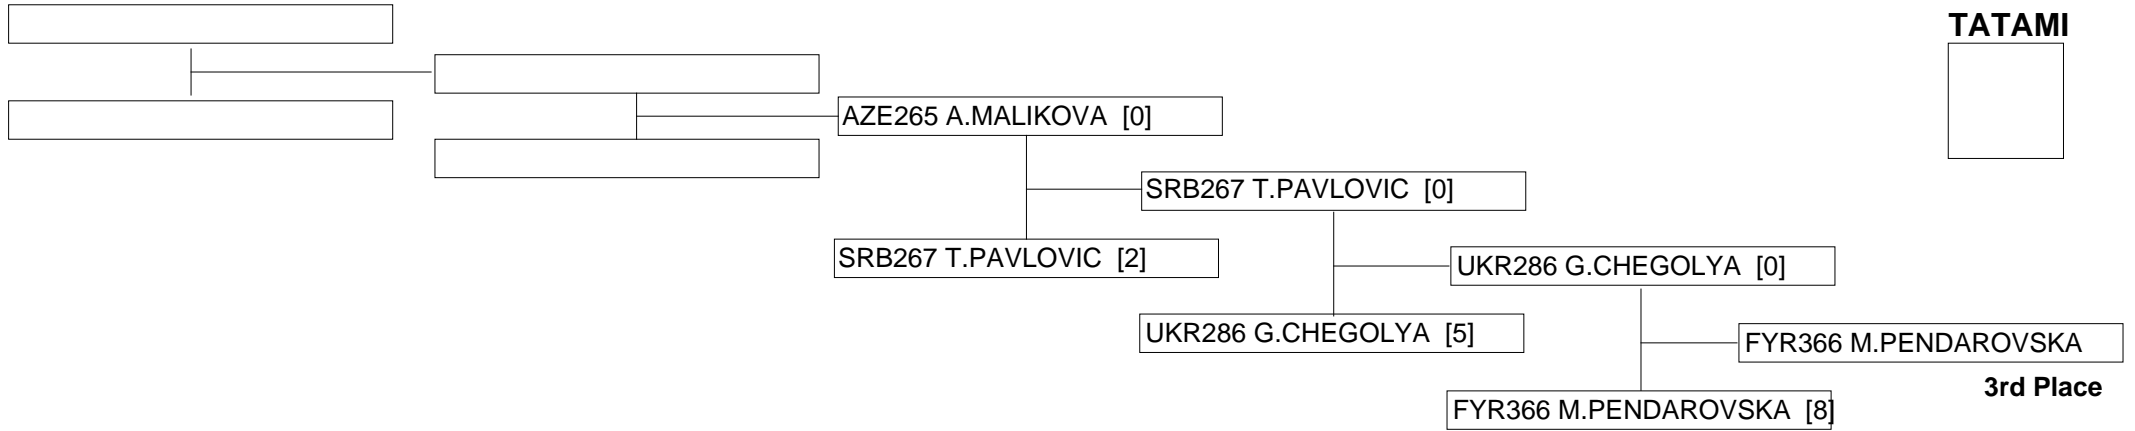 TATAMI
AZE265 A.MALIKOVA [0]
SRB267 T.PAVLOVIC [0]
SRB267 T.PAVLOVIC [2]
UKR286 G.CHEGOLYA [0]
UKR286 G.CHEGOLYA [5]
FYR366 M.PENDAROVSKA
3rd Place
FYR366 M.PENDAROVSKA [8]